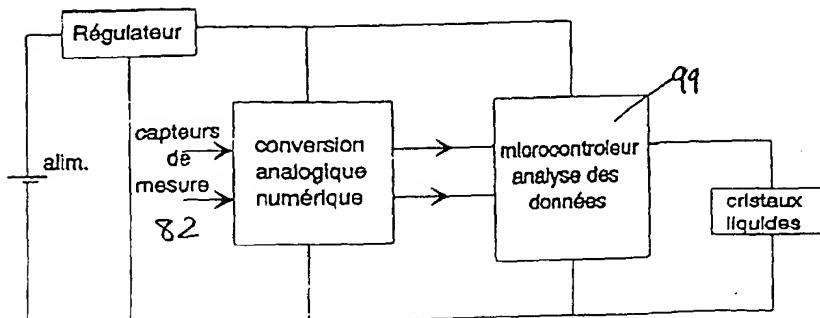 Régulateur
99
alim.
capteurs
de
mesure
82
conversion
analogique
numérique
microcontroleur
analyse des
données
cristaux
liquides